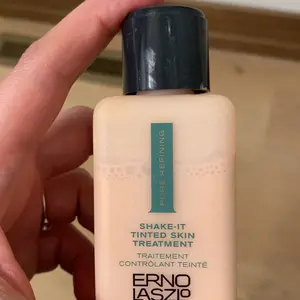 PORE REFINING
SHAKE-IT
TINTED SKIN
TREATMENT
TRAITEMENT
CONTRÔLANT TEINTÉ
ERNO
LASZLO